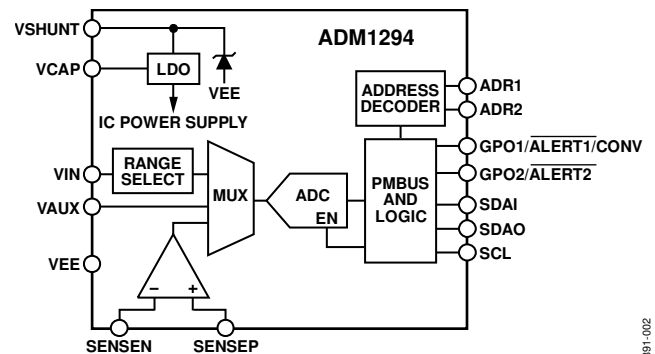 VSHUNT
ADM1294
VCAP
LDO
VEE
IC POWER SUPPLY
ADDRESS
DECODER
ADR1
ADR2
GPO1/ALERT1/CONV
GPO2/ALERT2
VIN
RANGE
SELECT
MUX
ADC
EN
PMBUS
AND
LOGIC
VAUX
SDAI
SDAO
SCL
VEE
–
+
SENSEN
SENSEP